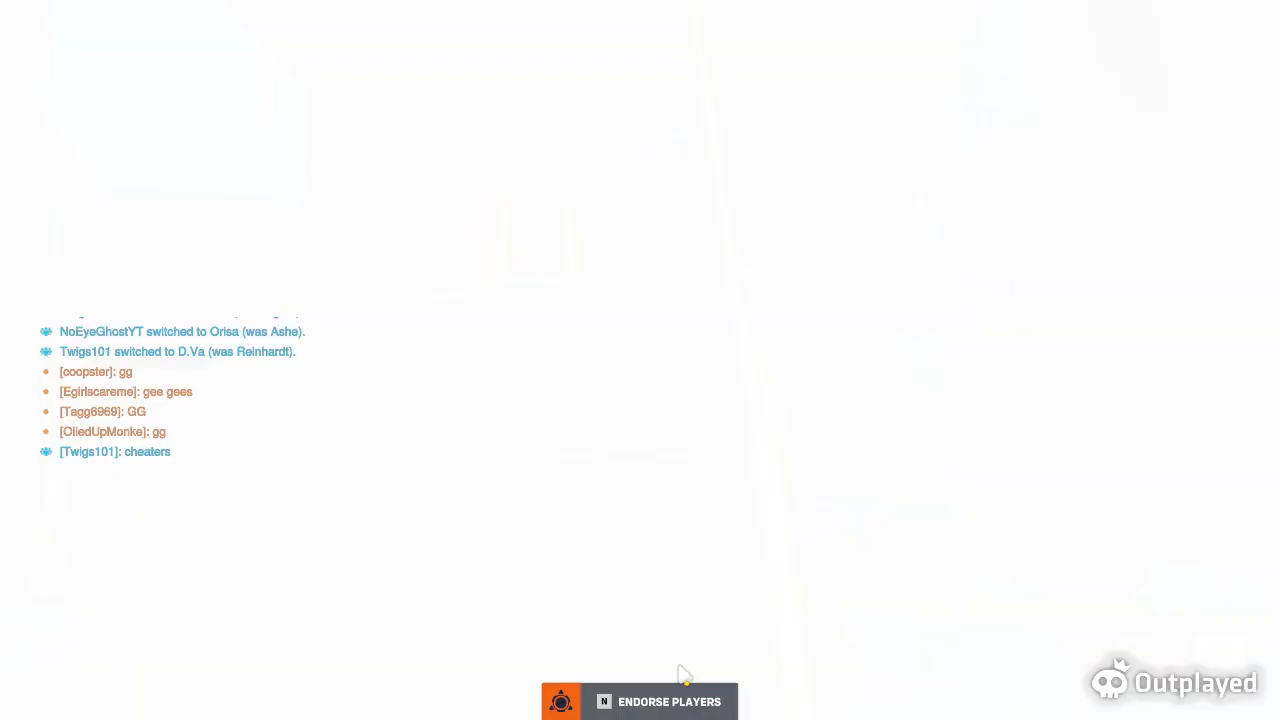 NoEyeGhostYT switched to Orisa (was Ashe).
Twigs101 switched to D.Va (was Reinhardt).
[coopster]: gg
[Egirlscareme]: gee gees
[Tagg6969]: GG
[OliedUpMonke]: gg
[Twigs101]: cheaters
N ENDORSE PLAYERS
Outplayed